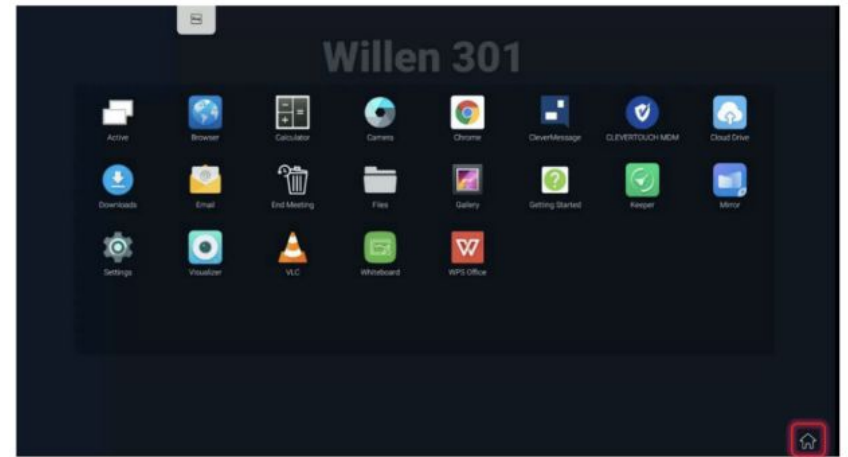 Willen 301
Active Browser Calculator Camera Chrome CleverMessage CLEVERTOUCH MDM Cloud Drive
Downloads Email End Meeting Files Gallery Getting Started Keeper Mirror
Settings Visualizer VLC Whiteboard WPS Office